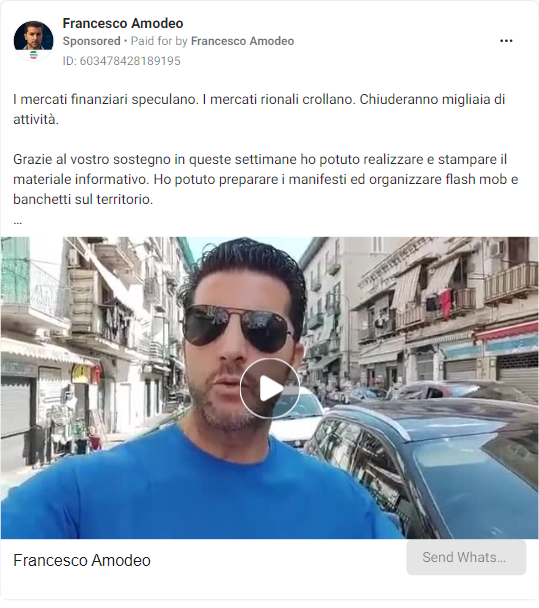 Francesco Amodeo
Sponsored • Paid for by Francesco Amodeo
ID: 603478428189195
I mercati finanziari speculano. I mercati rionali crollano. Chiuderanno migliaia di
attività.
Grazie al vostro sostegno in queste settimane ho potuto realizzare e stampare il
materiale informativo. Ho potuto preparare i manifesti ed organizzare flash mob e
banchetti sul territorio.
...
Francesco Amodeo
Send Whats...